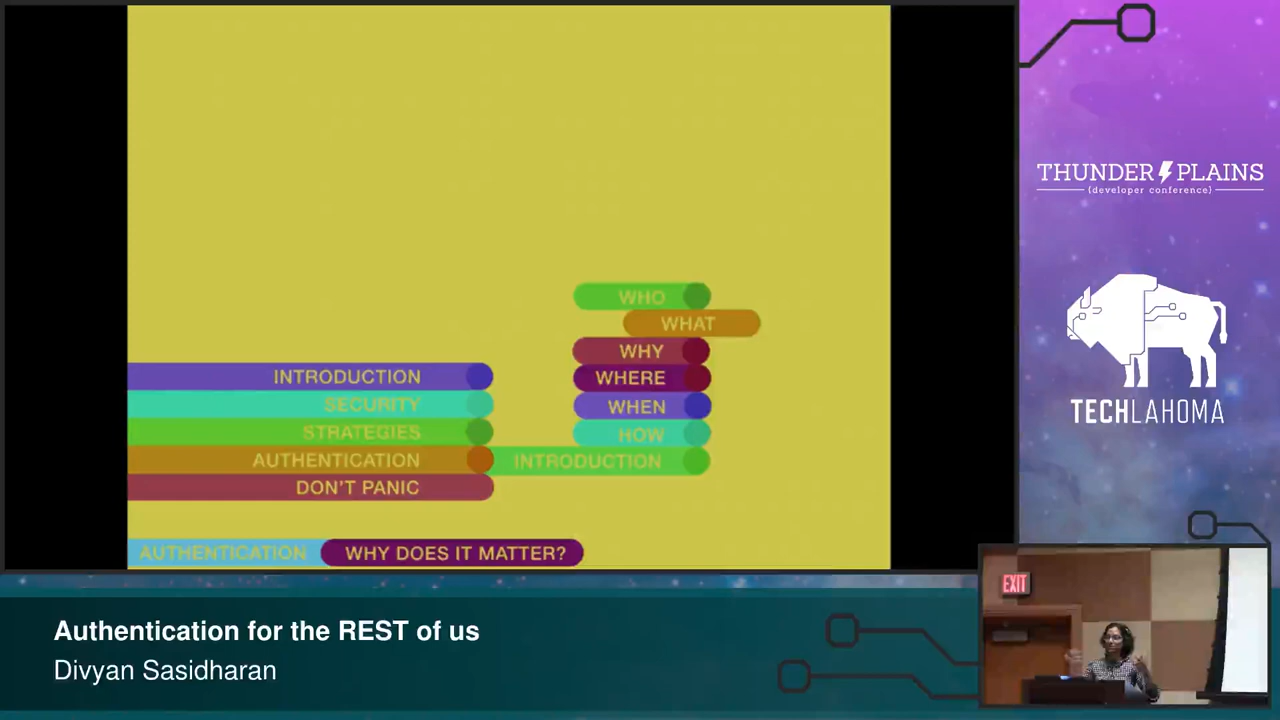 WHO
WHAT
WHY
WHERE
WHEN
HOW
INTRODUCTION
INTRODUCTION
SECURITY
STRATEGIES
AUTHENTICATION
DON'T PANIC
AUTHENTICATION WHY DOES IT MATTER?
THUNDER PLAINS
{developer conference}
TECHLAHOMA
EXIT
Authentication for the REST of us
Divyan Sasidharan